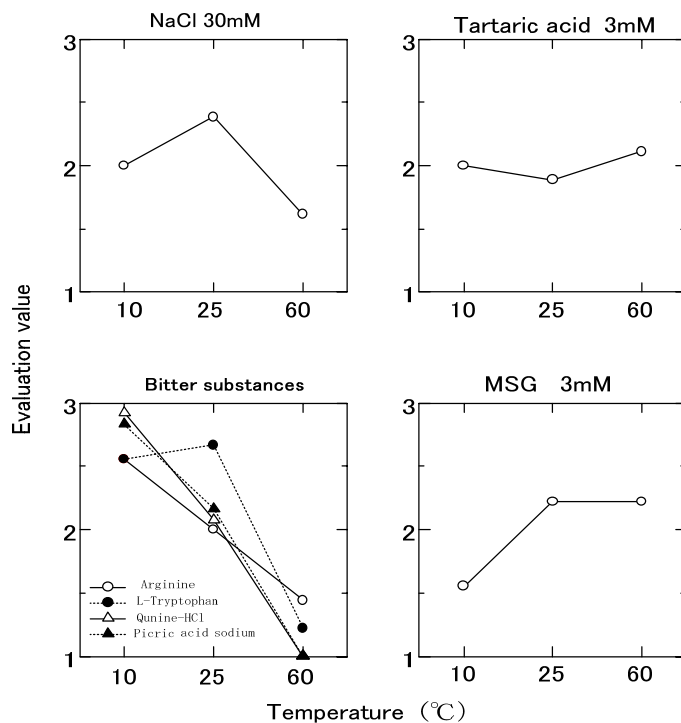 NaCl 30mM
3
2
1
10 25 60
Tartaric acid 3mM
3
2
1
10 25 60
Evaluation value
Bitter substances
3
2
1
Arginine
L-Tryptophan
Qunine-HCl
Picric acid sodium
10 25 60
MSG 3mM
3
2
1
10 25 60
Temperature (℃)